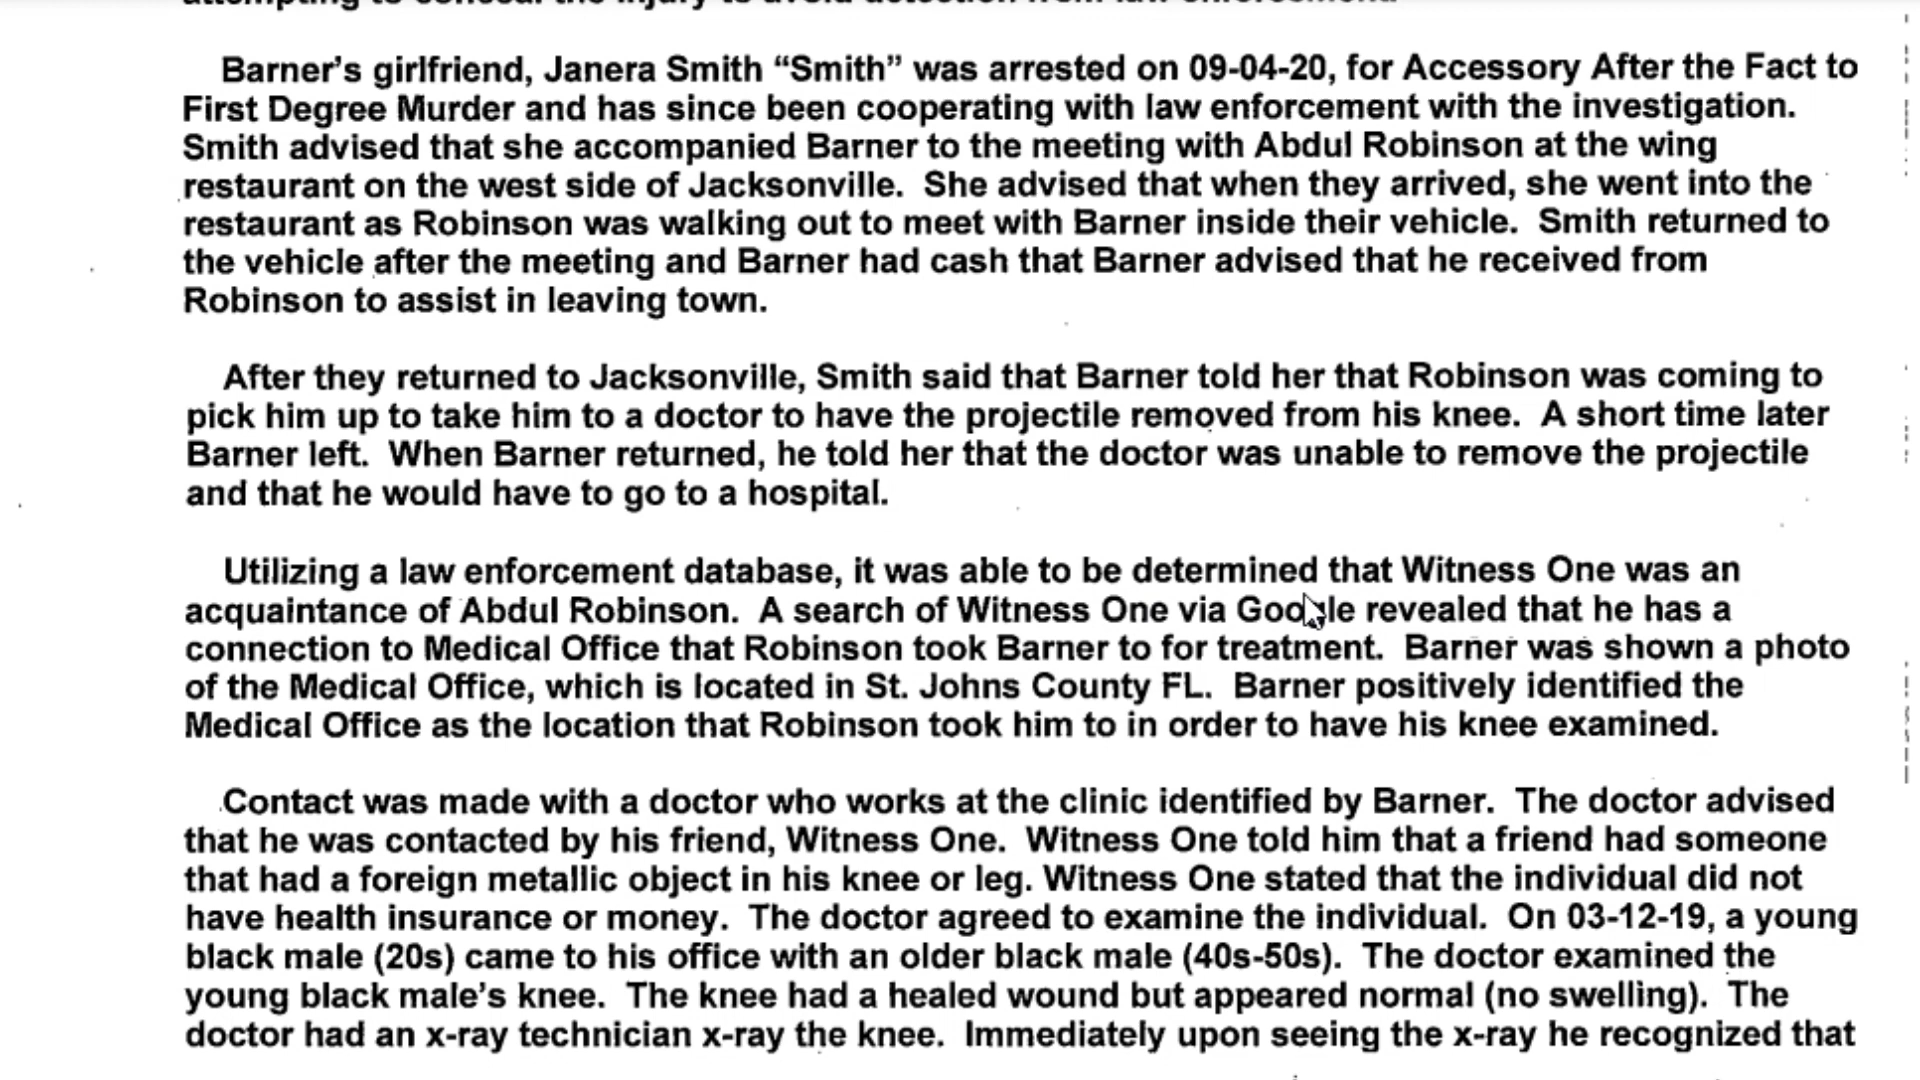 attempting to conceal the injury to avoid detection from law enforcement.
Barner's girlfriend, Janera Smith “Smith” was arrested on 09-04-20, for Accessory After the Fact to
First Degree Murder and has since been cooperating with law enforcement with the investigation.
Smith advised that she accompanied Barner to the meeting with Abdul Robinson at the wing
restaurant on the west side of Jacksonville.  She advised that when they arrived, she went into the
restaurant as Robinson was walking out to meet with Barner inside their vehicle.  Smith returned to
the vehicle after the meeting and Barner had cash that Barner advised that he received from
Robinson to assist in leaving town.
After they returned to Jacksonville, Smith said that Barner told her that Robinson was coming to
pick him up to take him to a doctor to have the projectile removed from his knee.  A short time later
Barner left.  When Barner returned, he told her that the doctor was unable to remove the projectile
and that he would have to go to a hospital.
Utilizing a law enforcement database, it was able to be determined that Witness One was an
acquaintance of Abdul Robinson.  A search of Witness One via Google revealed that he has a
connection to Medical Office that Robinson took Barner to for treatment.  Barner was shown a photo
of the Medical Office, which is located in St. Johns County FL.  Barner positively identified the
Medical Office as the location that Robinson took him to in order to have his knee examined.
Contact was made with a doctor who works at the clinic identified by Barner.  The doctor advised
that he was contacted by his friend, Witness One.  Witness One told him that a friend had someone
that had a foreign metallic object in his knee or leg. Witness One stated that the individual did not
have health insurance or money.  The doctor agreed to examine the individual.  On 03-12-19, a young
black male (20s) came to his office with an older black male (40s-50s).  The doctor examined the
young black male's knee.  The knee had a healed wound but appeared normal (no swelling).  The
doctor had an x-ray technician x-ray the knee.  Immediately upon seeing the x-ray he recognized that